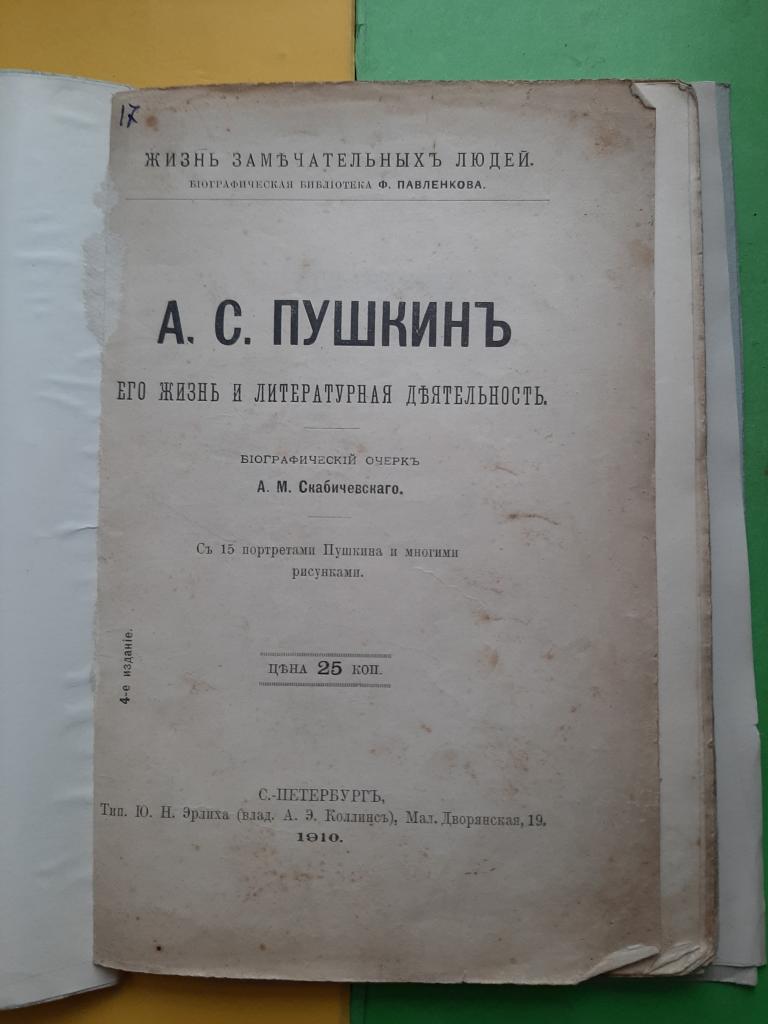 17
ЖИЗНЬ ЗАМѢЧАТЕЛЬНЫХЪ ЛЮДЕЙ.
БІОГРАФИЧЕСКАЯ БИБЛІОТЕКА Ф. ПАВЛЕНКОВА.
А. С. ПУШКИНЪ
ЕГО ЖИЗНЬ И ЛИТЕРАТУРНАЯ ДѢЯТЕЛЬНОСТЬ.
БІОГРАФИЧЕСКІЙ ОЧЕРКЪ
А. М. Скабичевскаго.
Съ 15 портретами Пушкина и многими
рисунками.
4-е изданіе.
ЦѢНА 25 КОП.
С.-ПЕТЕРБУРГЪ,
Тип. Ю. Н. Эрлиха (влад. А. Э. Коллинсъ), Мал. Дворянская, 19.
1910.